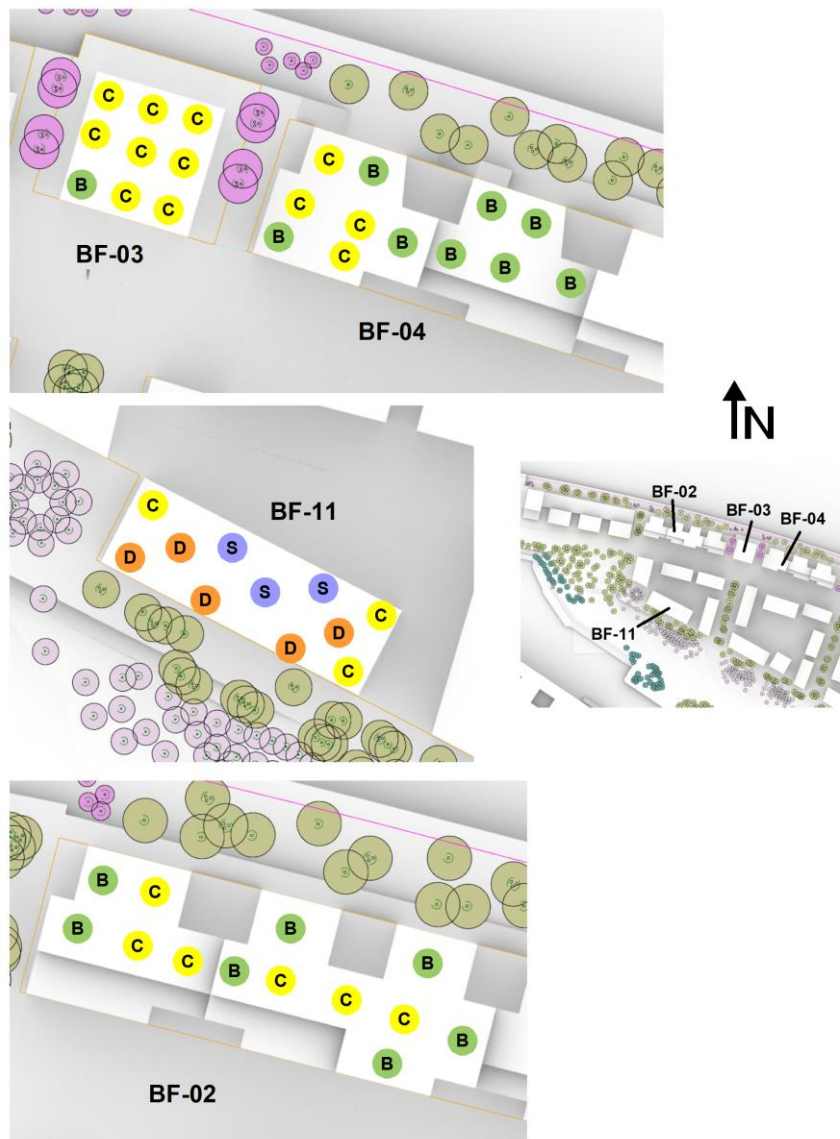 C C C
C C C
B C C C
BF-03
C B
C C
B C B
B B
B B B
BF-04
N
C BF-11
D D S
D S S C
D D C
BF-02
BF-03
BF-04
BF-11
B C B
B C C B C C C B
B B
BF-02